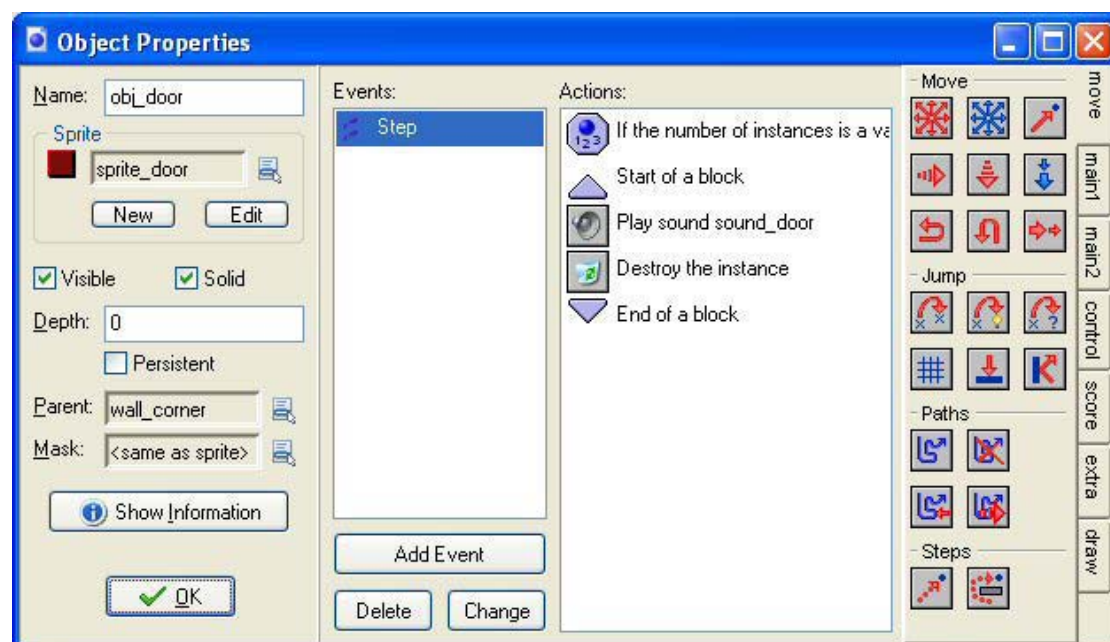 Object Properties
Name:
obj_door
Sprite
sprite_door
New
Edit
Visible
Solid
Depth:
0
Persistent
Parent:
wall_corner
Mask:
<same as sprite>
Show Information
OK
Events:
Step
Add Event
Delete
Change
Actions:
1 2 3
If the number of instances is a va
Start of a block
Play sound sound_door
Destroy the instance
End of a block
Move
Jump
Paths
Steps
move
main1
main2
control
score
extra
draw